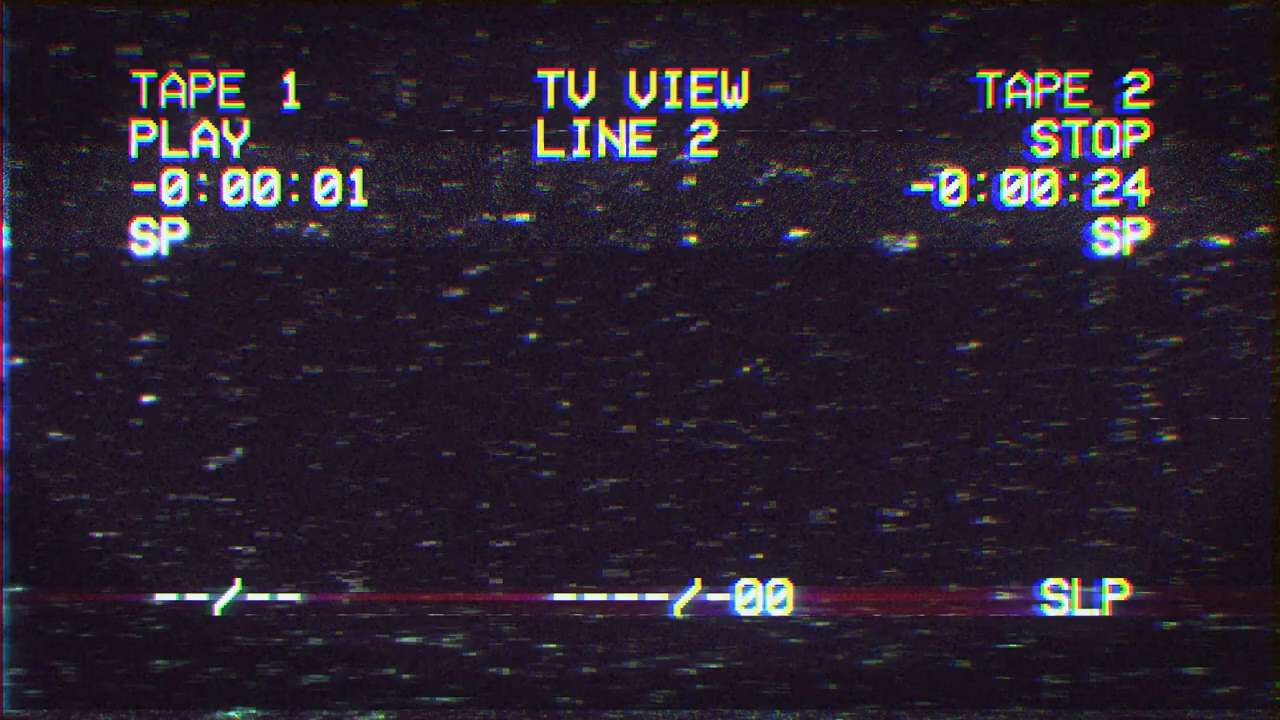 TAPE 1 TV VIEW TAPE 2
PLAY LINE 2 STOP
-0:00:01 -0:00:24
SP SP
--/-- -----/-00 SLP